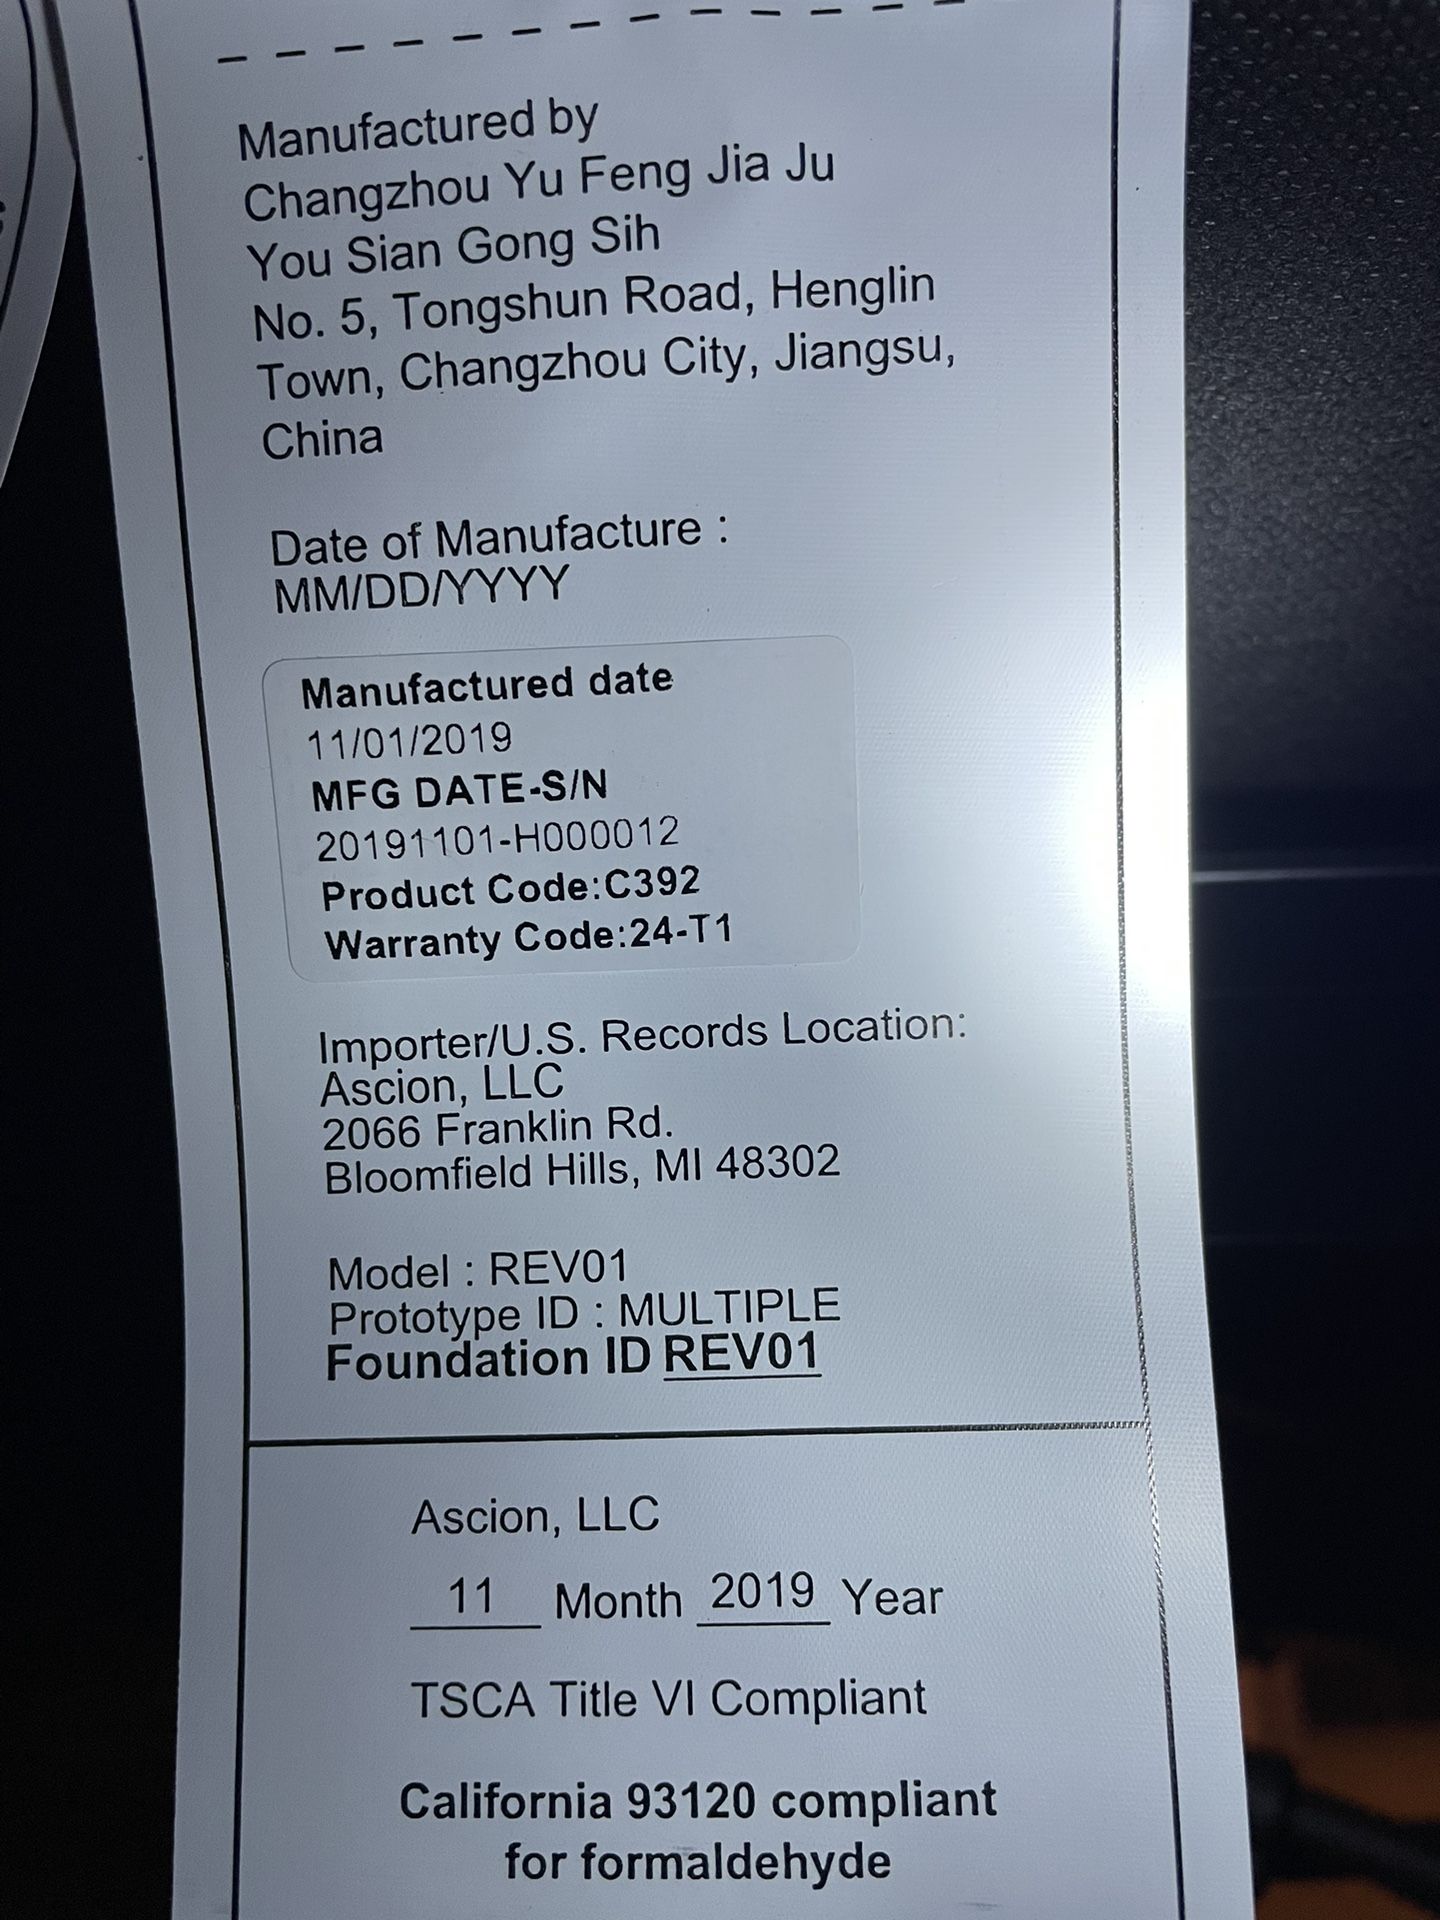 Manufactured by
Changzhou Yu Feng Jia Ju
You Sian Gong Sih
No. 5, Tongshun Road, Henglin
Town, Changzhou City, Jiangsu,
China
Date of Manufacture :
MM/DD/YYYY
Manufactured date
11/01/2019
MFG DATE-S/N
20191101-H000012
Product Code:C392
Warranty Code:24-T1
Importer/U.S. Records Location:
Ascion, LLC
2066 Franklin Rd.
Bloomfield Hills, MI 48302
Model : REV01
Prototype ID : MULTIPLE
Foundation ID REV01
Ascion, LLC
11 Month 2019 Year
TSCA Title VI Compliant
California 93120 compliant
for formaldehyde